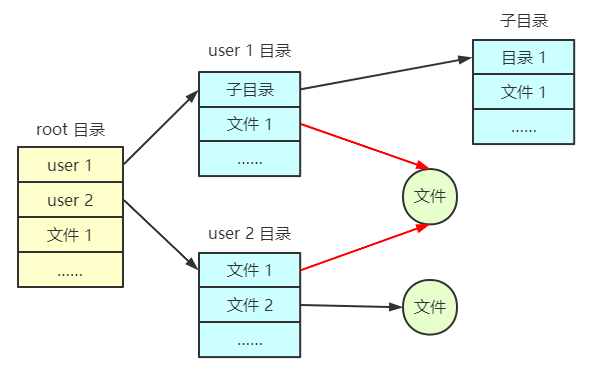 root 目录
user 1
user 2
文件 1
......
user 1 目录
子目录
文件 1
......
user 2 目录
文件 1
文件 2
......
子目录
目录 1
文件 1
......
文件
文件